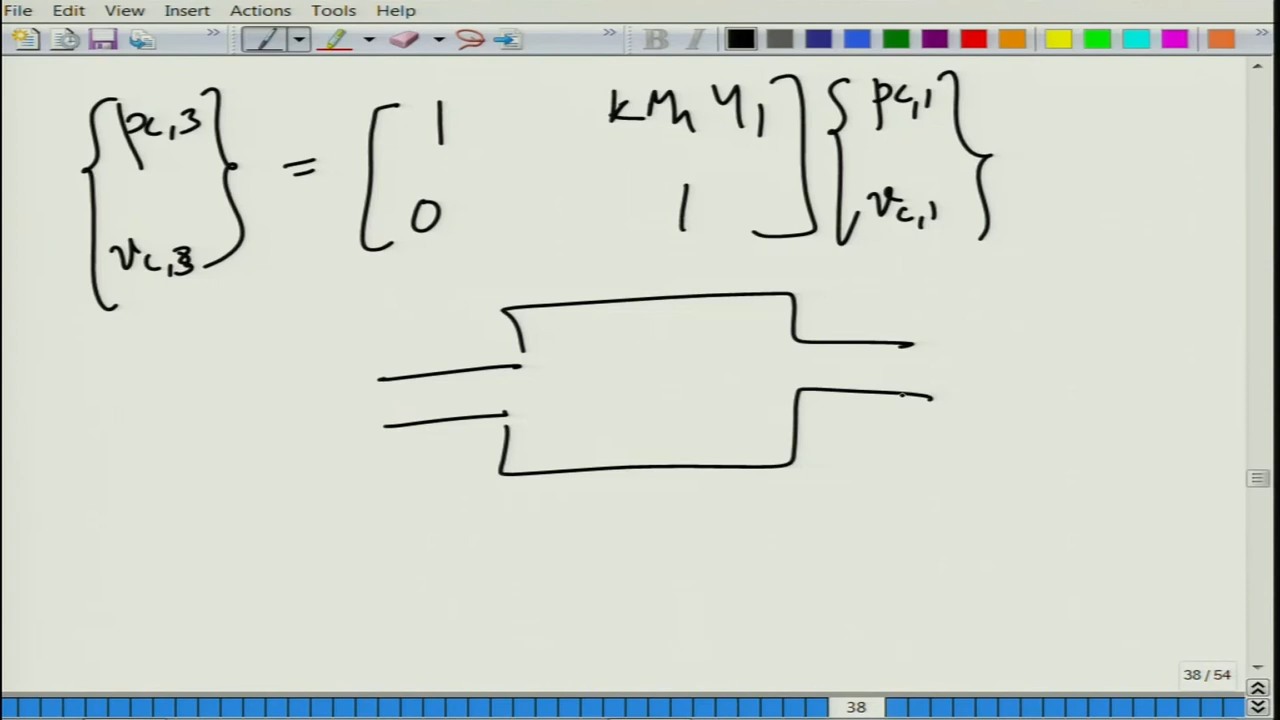 File Edit View Insert Actions Tools Help
B I
pc,3 = 1 k M, Y1 pc,1
vc,3 0 1 vc,1
38 / 54
38